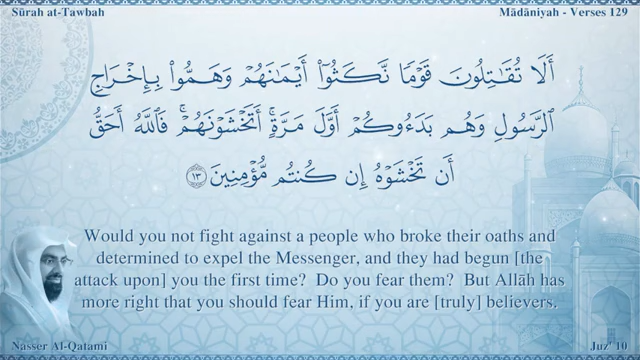 Sūrah at-Tawbah
Mādāniyah - Verses 129
أَلَا تُقَـٰتِلُونَ قَوْمًا نَّكَثُوٓا۟ أَيْمَـٰنَهُمْ وَهَمُّوا۟ بِإِخْرَاجِ
ٱلرَّسُولِ وَهُم بَدَءُوكُمْ أَوَّلَ مَرَّةٍ ۚ أَتَخْشَوْنَهُمْ ۚ فَٱللَّهُ أَحَقُّ
أَن تَخْشَوْهُ إِن كُنتُم مُّؤْمِنِينَ ١٣
Would you not fight against a people who broke their oaths and
determined to expel the Messenger, and they had begun [the
attack upon] you the first time? Do you fear them? But Allāh has
more right that you should fear Him, if you are [truly] believers.
Nasser Al-Qatami
Juz' 10